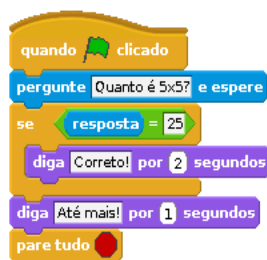 quando clicado
pergunte Quanto é 5x5? e espere
se resposta = 25
diga Correto! por 2 segundos
diga Até mais! por 1 segundos
pare tudo